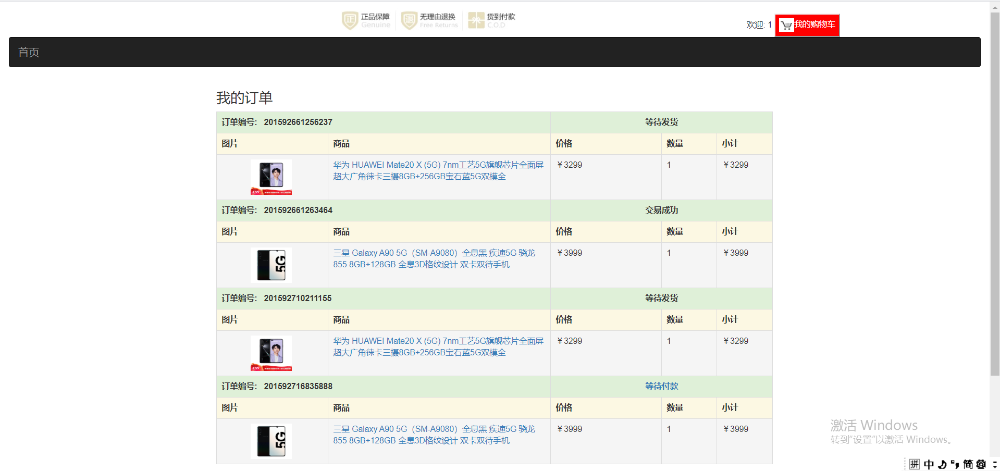 正品保障 无理由退换 货到付款
Genuine Free Returns C.O.D
欢迎: 1 我的购物车
首页
我的订单
订单编号: 201592661256237 等待发货
图片 商品 价格 数量 小计
华为 HUAWEI Mate20 X (5G) 7nm工艺5G旗舰芯片全面屏 ¥3299 1 ¥3299
超大广角徕卡三摄8GB+256GB宝石蓝5G双模全
订单编号: 201592661263464 交易成功
图片 商品 价格 数量 小计
三星 Galaxy A90 5G（SM-A9080）全息黑 疾速5G 骁龙 ¥3999 1 ¥3999
855 8GB+128GB 全息3D格纹设计 双卡双待手机
5G
订单编号: 201592710211155 等待发货
图片 商品 价格 数量 小计
华为 HUAWEI Mate20 X (5G) 7nm工艺5G旗舰芯片全面屏 ¥3299 1 ¥3299
超大广角徕卡三摄8GB+256GB宝石蓝5G双模全
订单编号: 201592716835888 等待付款
图片 商品 价格 数量 小计
三星 Galaxy A90 5G（SM-A9080）全息黑 疾速5G 骁龙 ¥3999 1 ¥3999
855 8GB+128GB 全息3D格纹设计 双卡双待手机
5G
激活 Windows
转到“设置”以激活 Windows。
拼 中 简